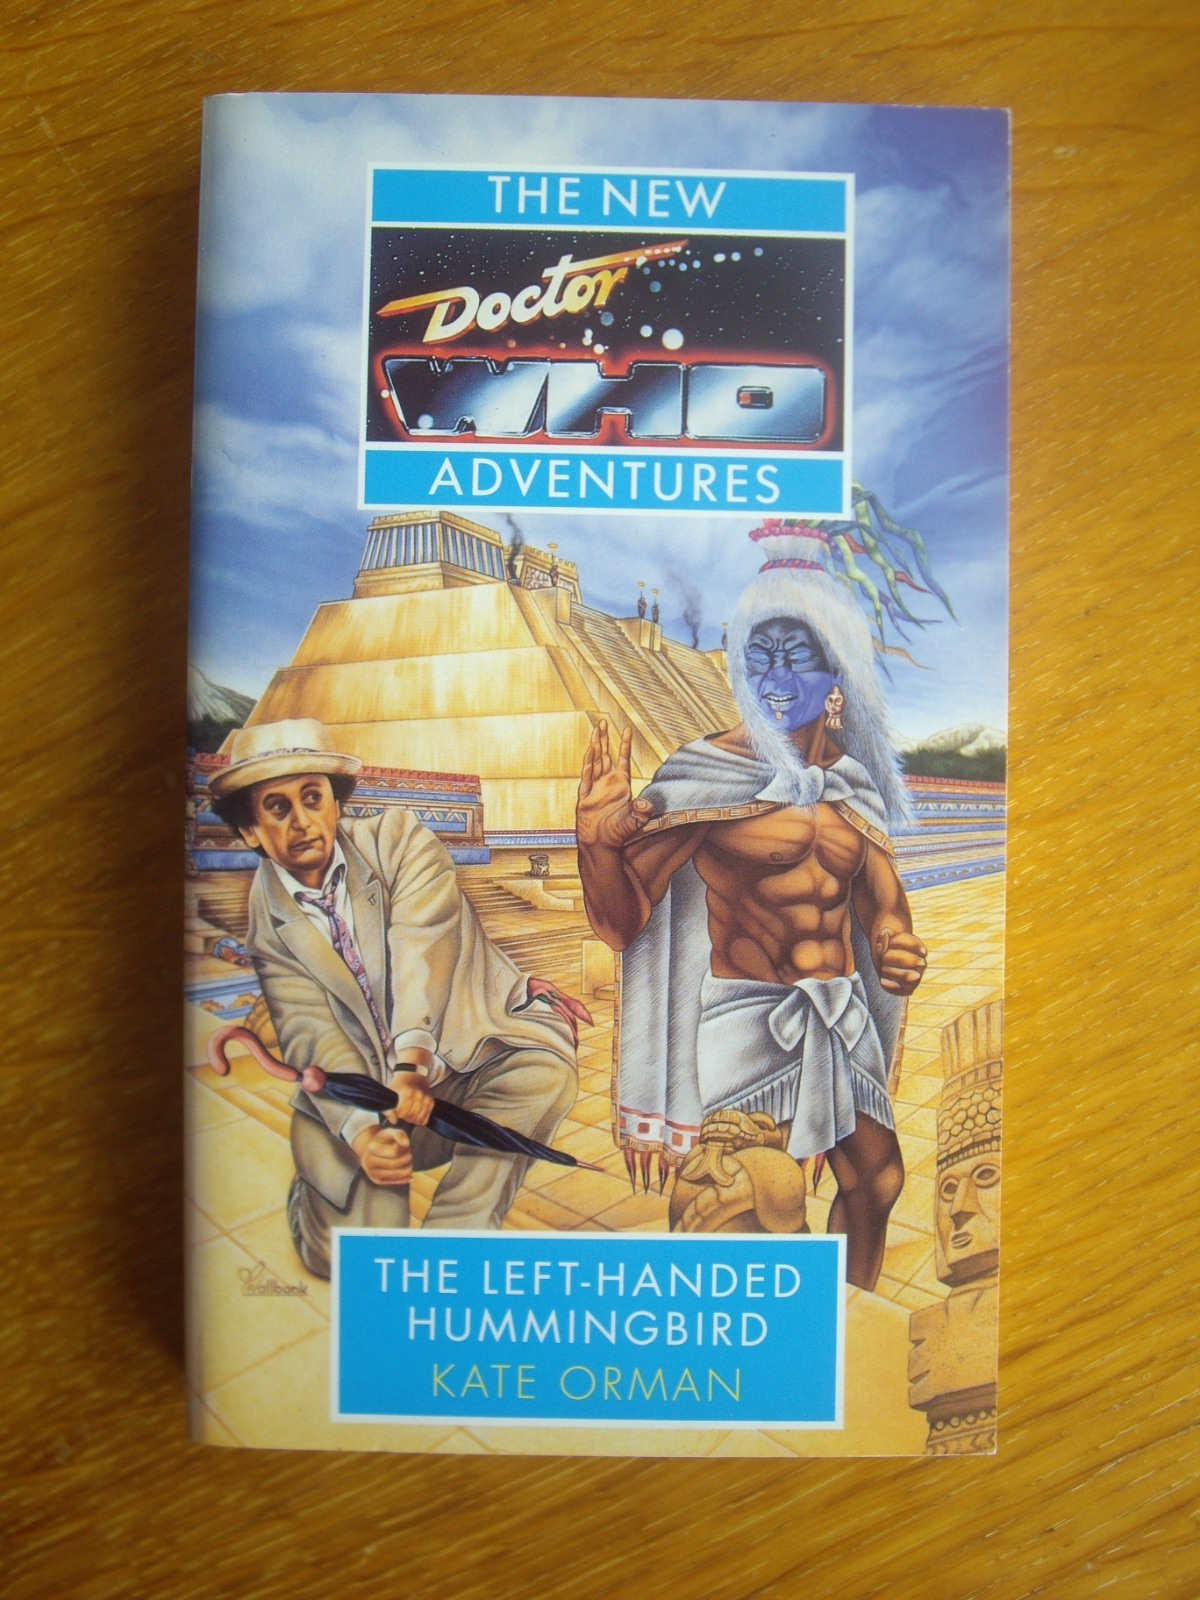 THE NEW
Doctor
WHO
ADVENTURES
THE LEFT-HANDED
HUMMINGBIRD
KATE ORMAN